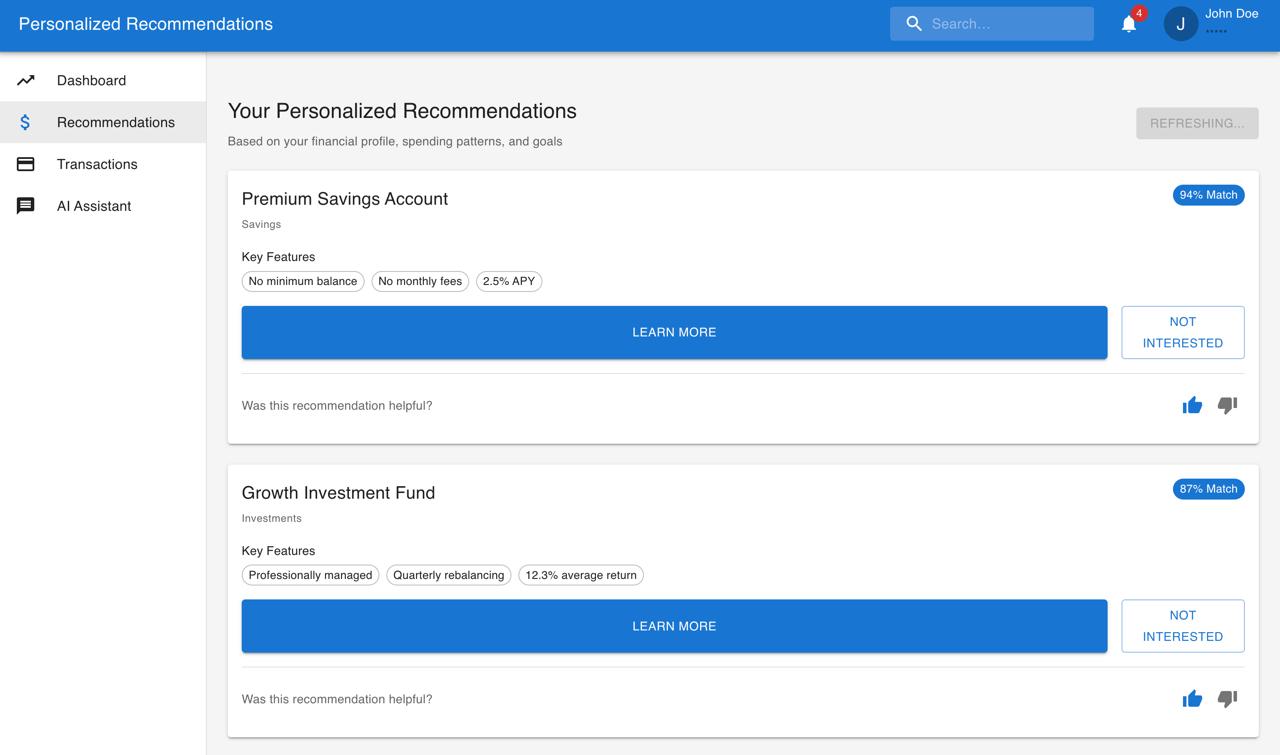 Personalized Recommendations
Search...
4
J
John Doe
•••••
Dashboard
$ Recommendations
Transactions
AI Assistant
Your Personalized Recommendations
REFRESHING...
Based on your financial profile, spending patterns, and goals
Premium Savings Account
94% Match
Savings
Key Features
No minimum balance
No monthly fees
2.5% APY
LEARN MORE
NOT
INTERESTED
Was this recommendation helpful?
Growth Investment Fund
87% Match
Investments
Key Features
Professionally managed
Quarterly rebalancing
12.3% average return
LEARN MORE
NOT
INTERESTED
Was this recommendation helpful?